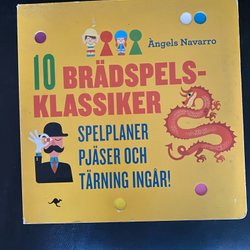 Àngels Navarro
10 BRÄDSPELS-
KLASSIKER
SPELPLANER
PJÄSER OCH
TÄRNING INGÅR!